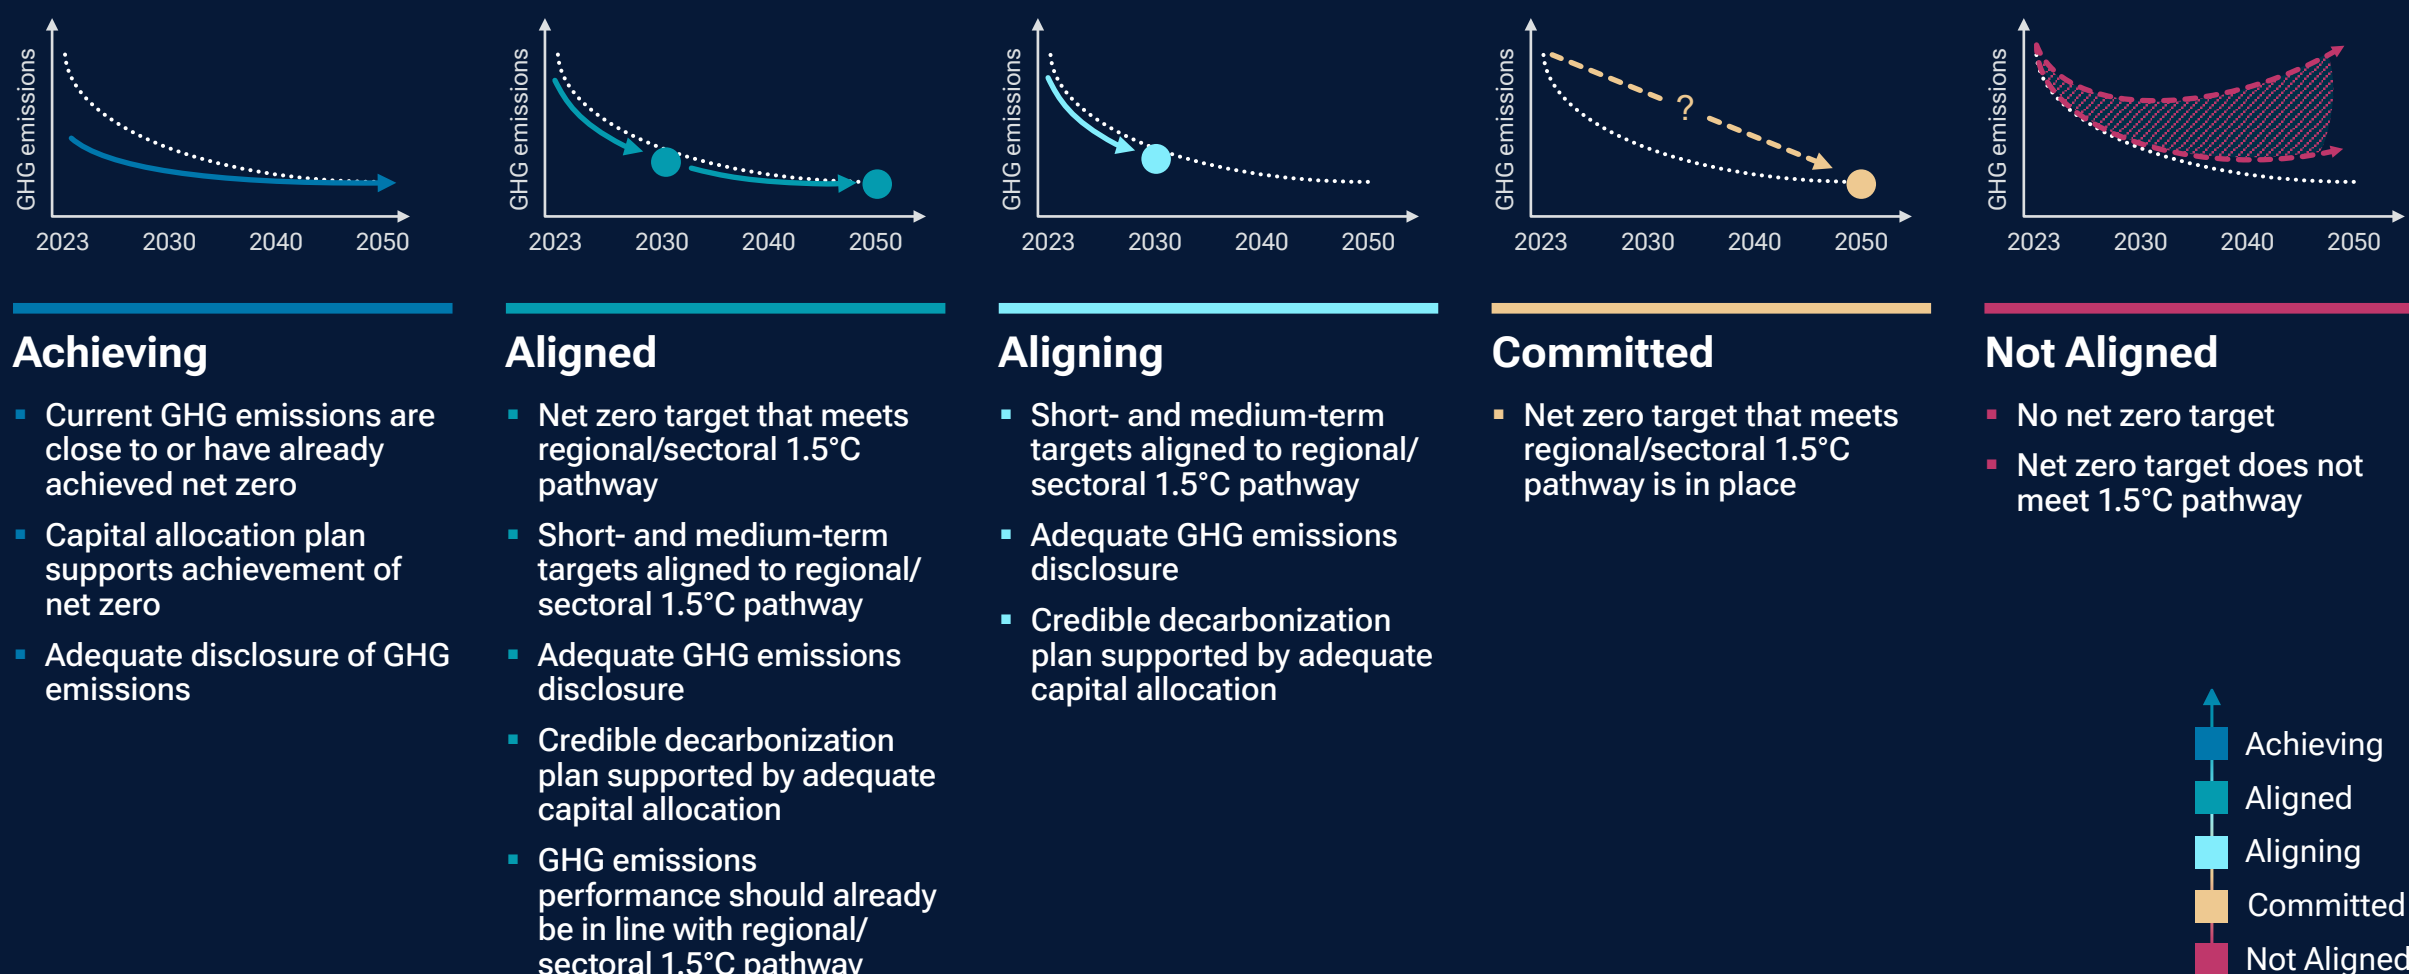 GHG emissions
2023 2030 2040 2050
GHG emissions
2023 2030 2040 2050
GHG emissions
2023 2030 2040 2050
GHG emissions
?
2023 2030 2040 2050
GHG emissions
2023 2030 2040 2050
Achieving
Current GHG emissions are
close to or have already
achieved net zero
Capital allocation plan
supports achievement of
net zero
Adequate disclosure of GHG
emissions
Aligned
Net zero target that meets
regional/sectoral 1.5°C
pathway
Short- and medium-term
targets aligned to regional/
sectoral 1.5°C pathway
Adequate GHG emissions
disclosure
Credible decarbonization
plan supported by adequate
capital allocation
GHG emissions
performance should already
be in line with regional/
sectoral 1.5°C pathway
Aligning
Short- and medium-term
targets aligned to regional/
sectoral 1.5°C pathway
Adequate GHG emissions
disclosure
Credible decarbonization
plan supported by adequate
capital allocation
Committed
Net zero target that meets
regional/sectoral 1.5°C
pathway is in place
Not Aligned
No net zero target
Net zero target does not
meet 1.5°C pathway
Achieving
Aligned
Aligning
Committed
Not Aligned